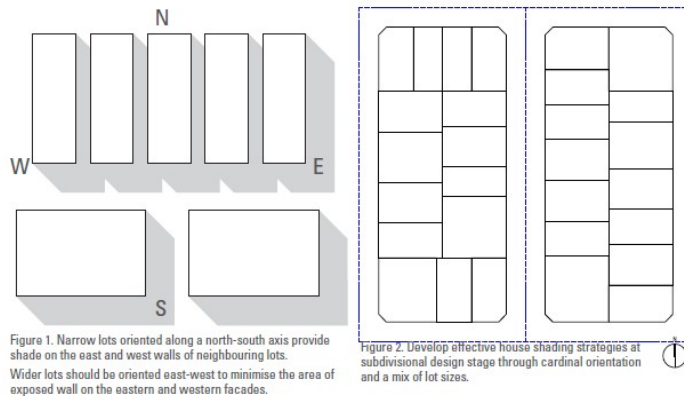 N
W
E
S
Figure 1. Narrow lots oriented along a north-south axis provide
shade on the east and west walls of neighbouring lots.
Wider lots should be oriented east-west to minimise the area of
exposed wall on the eastern and western facades.
Figure 2. Develop effective house shading strategies at
subdivisional design stage through cardinal orientation
and a mix of lot sizes.